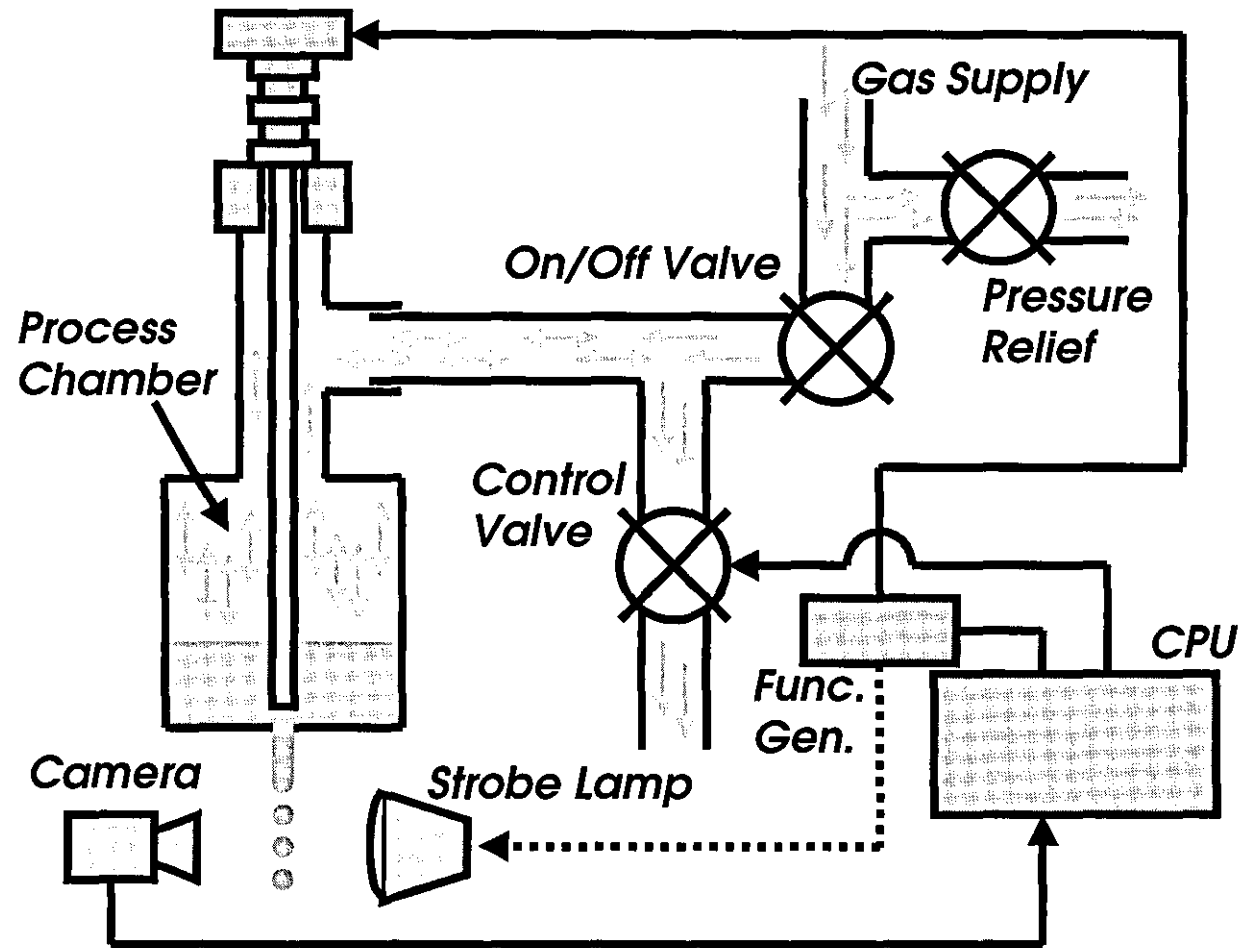 Gas Supply
On/Off Valve
Pressure
Relief
Process
Chamber
Control
Valve
CPU
Func.
Gen.
Camera
Strobe Lamp